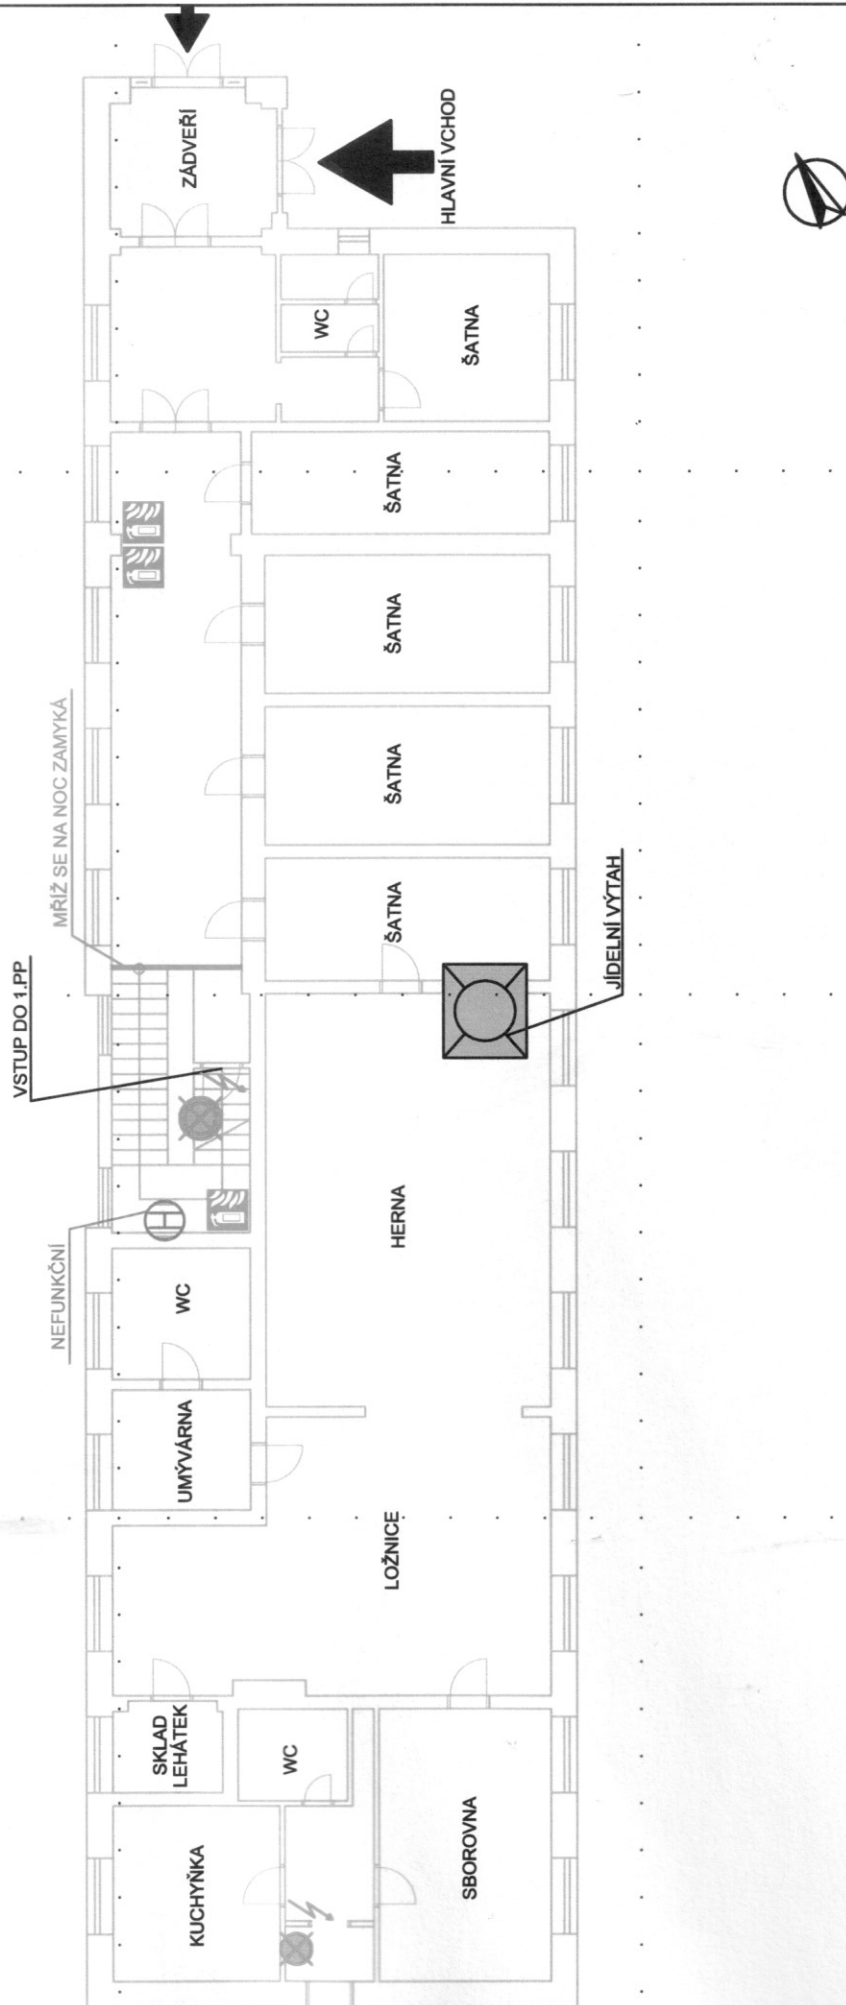 ZÁDVEŘÍ
HLAVNÍ VCHOD
WC
ŠATNA
ŠATNA
ŠATNA
ŠATNA
ŠATNA
MŘÍŽ SE NA NOC ZAMYKÁ
VSTUP DO 1.PP
JÍDELNÍ VÝTAH
NEFUNKČNÍ
H
HERNA
WC
UMÝVÁRNA
LOŽNICE
SKLAD
LEHÁTEK
WC
KUCHYŇKA
SBOROVNA